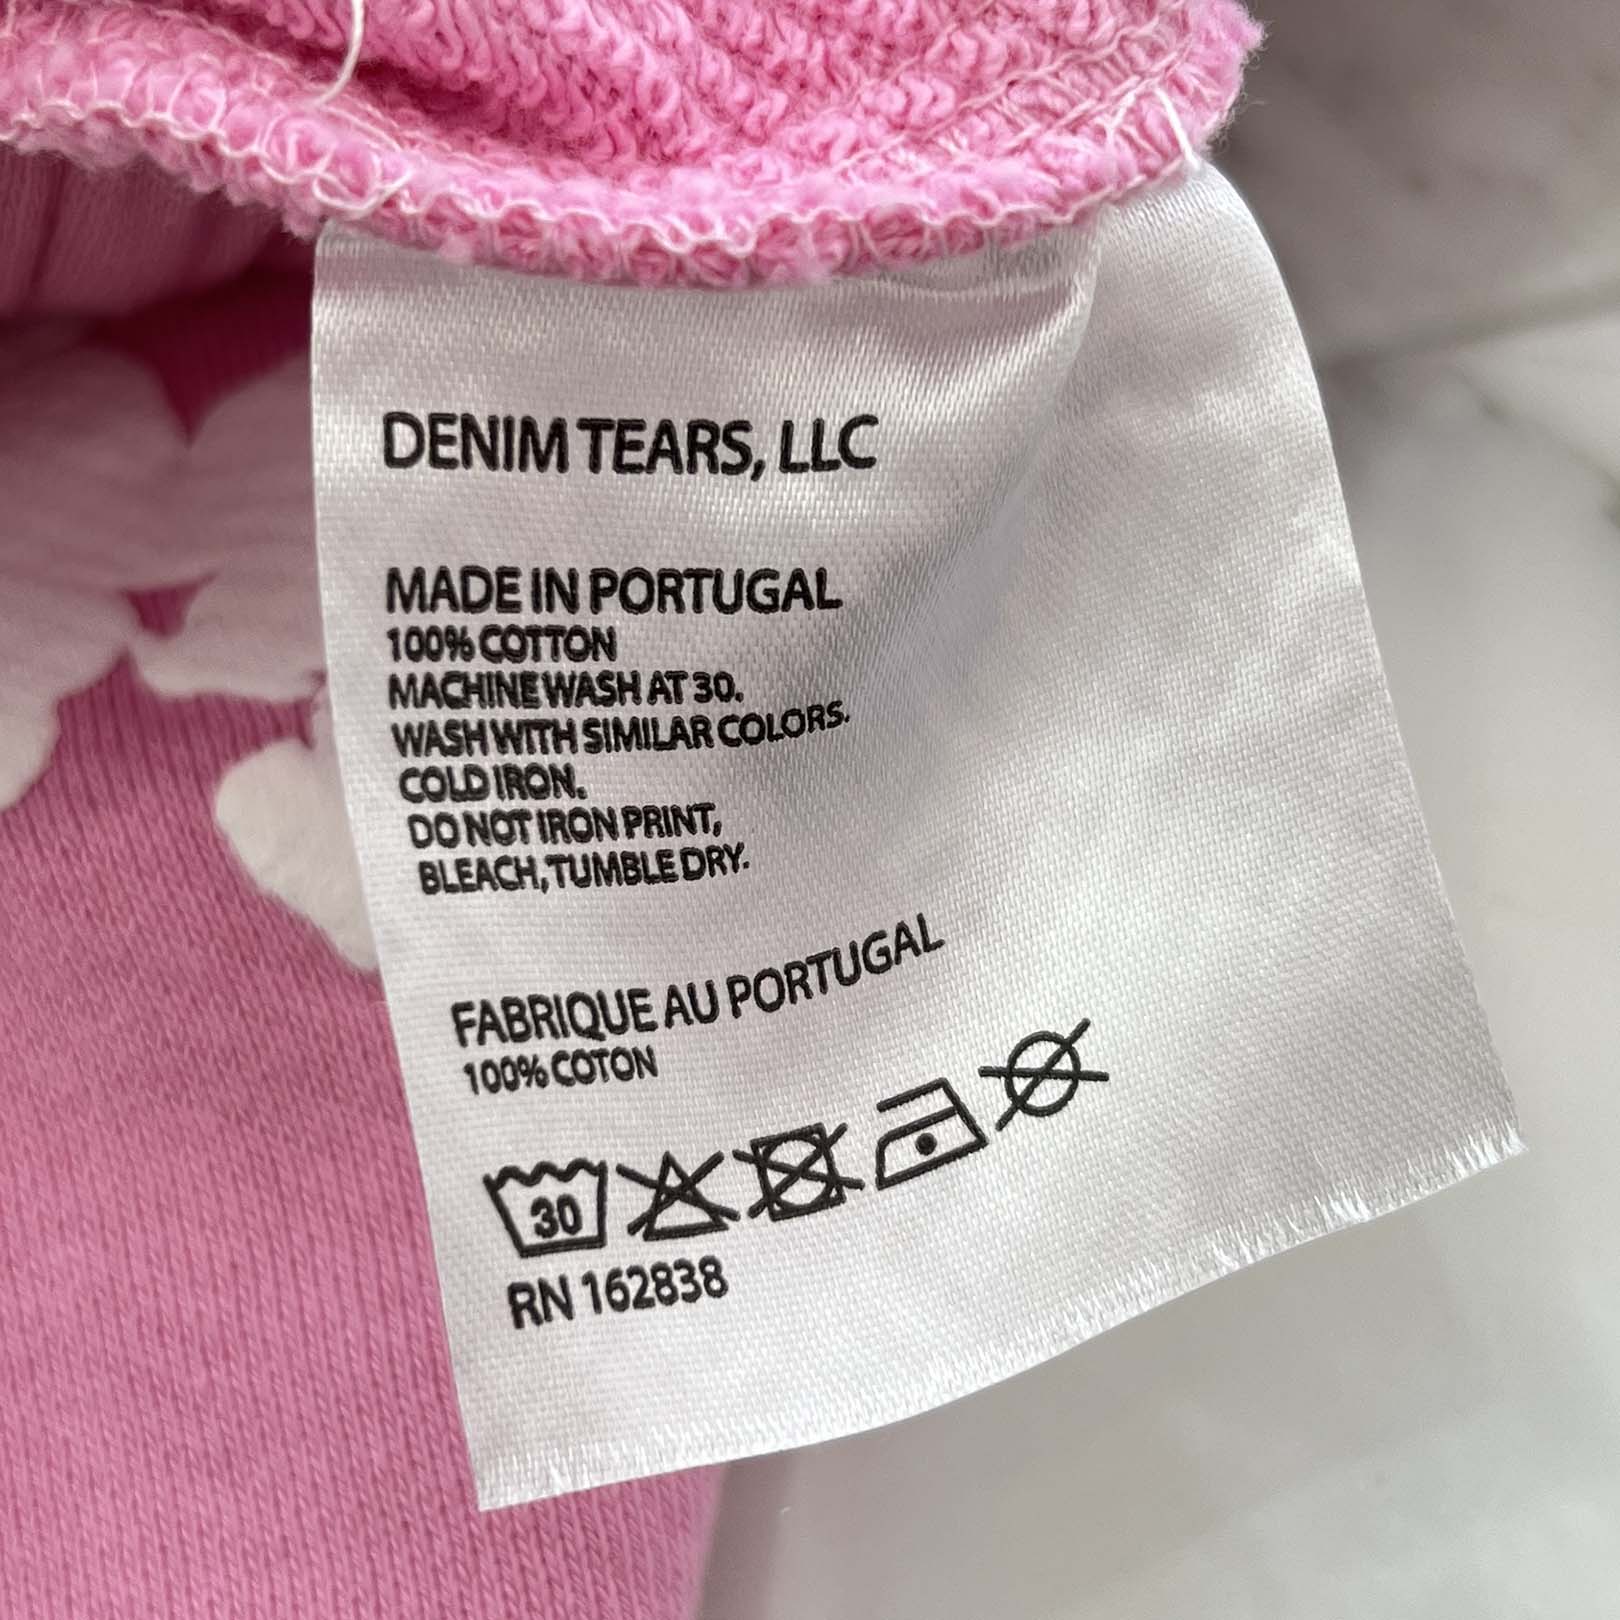 DENIM TEARS, LLC
MADE IN PORTUGAL
100% COTTON
MACHINE WASH AT 30.
WASH WITH SIMILAR COLORS.
COLD IRON.
DO NOT IRON PRINT,
BLEACH, TUMBLE DRY.
FABRIQUE AU PORTUGAL
100% COTON
30
RN 162838